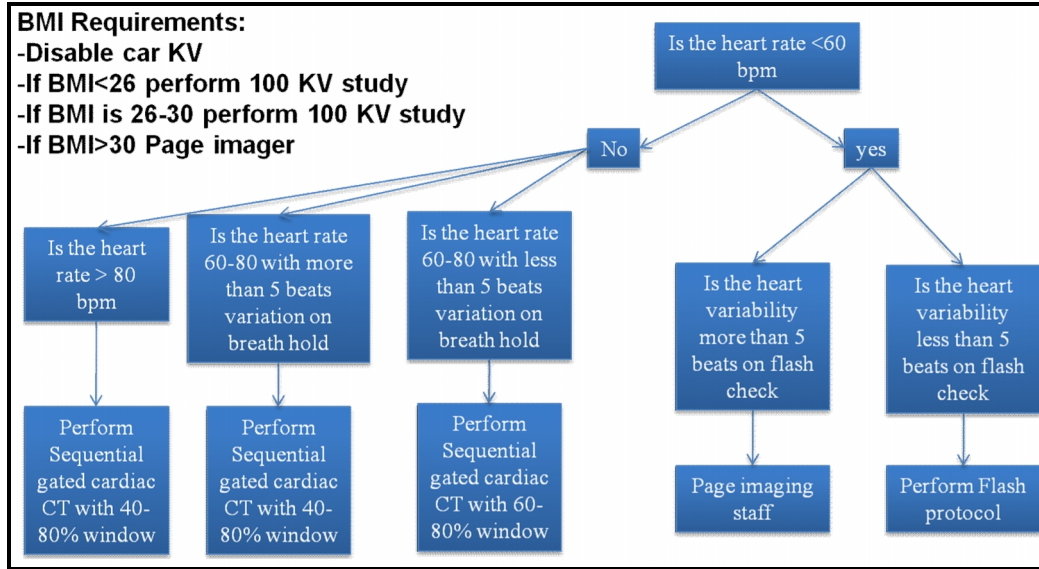 BMI Requirements:
-Disable car KV
-If BMI<26 perform 100 KV study
-If BMI is 26-30 perform 100 KV study
-If BMI>30 Page imager
Is the heart rate <60
bpm
No
yes
Is the heart
rate > 80
bpm
Is the heart rate
60-80 with more
than 5 beats
variation on
breath hold
Is the heart rate
60-80 with less
than 5 beats
variation on
breath hold
Is the heart
variability
more than 5
beats on flash
check
Is the heart
variability
less than 5
beats on flash
check
Perform
Sequential
gated cardiac
CT with 40-
80% window
Perform
Sequential
gated cardiac
CT with 40-
80% window
Perform
Sequential
gated cardiac
CT with 60-
80% window
Page imaging
staff
Perform Flash
protocol